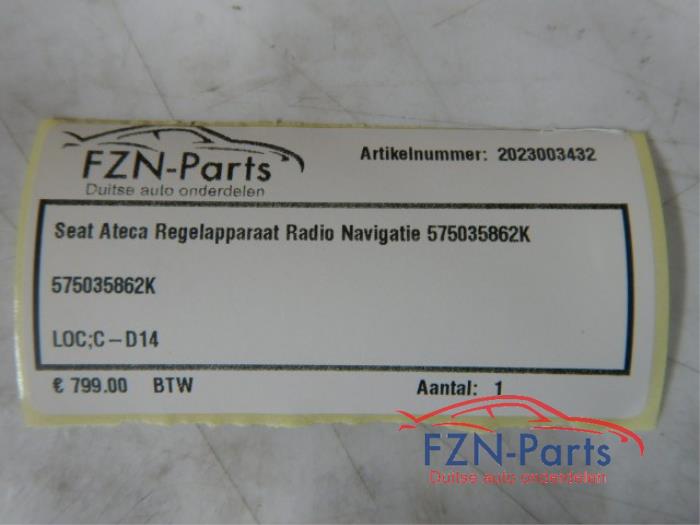 FZN-Parts
Duitse auto onderdelen
Artikelnummer: 2023003432
Seat Ateca Regelapparaat Radio Navigatie 575035862K
575035862K
LOC;C-D14
€ 799.00 BTW
Aantal: 1
FZN-Parts
Duitse auto onderdelen